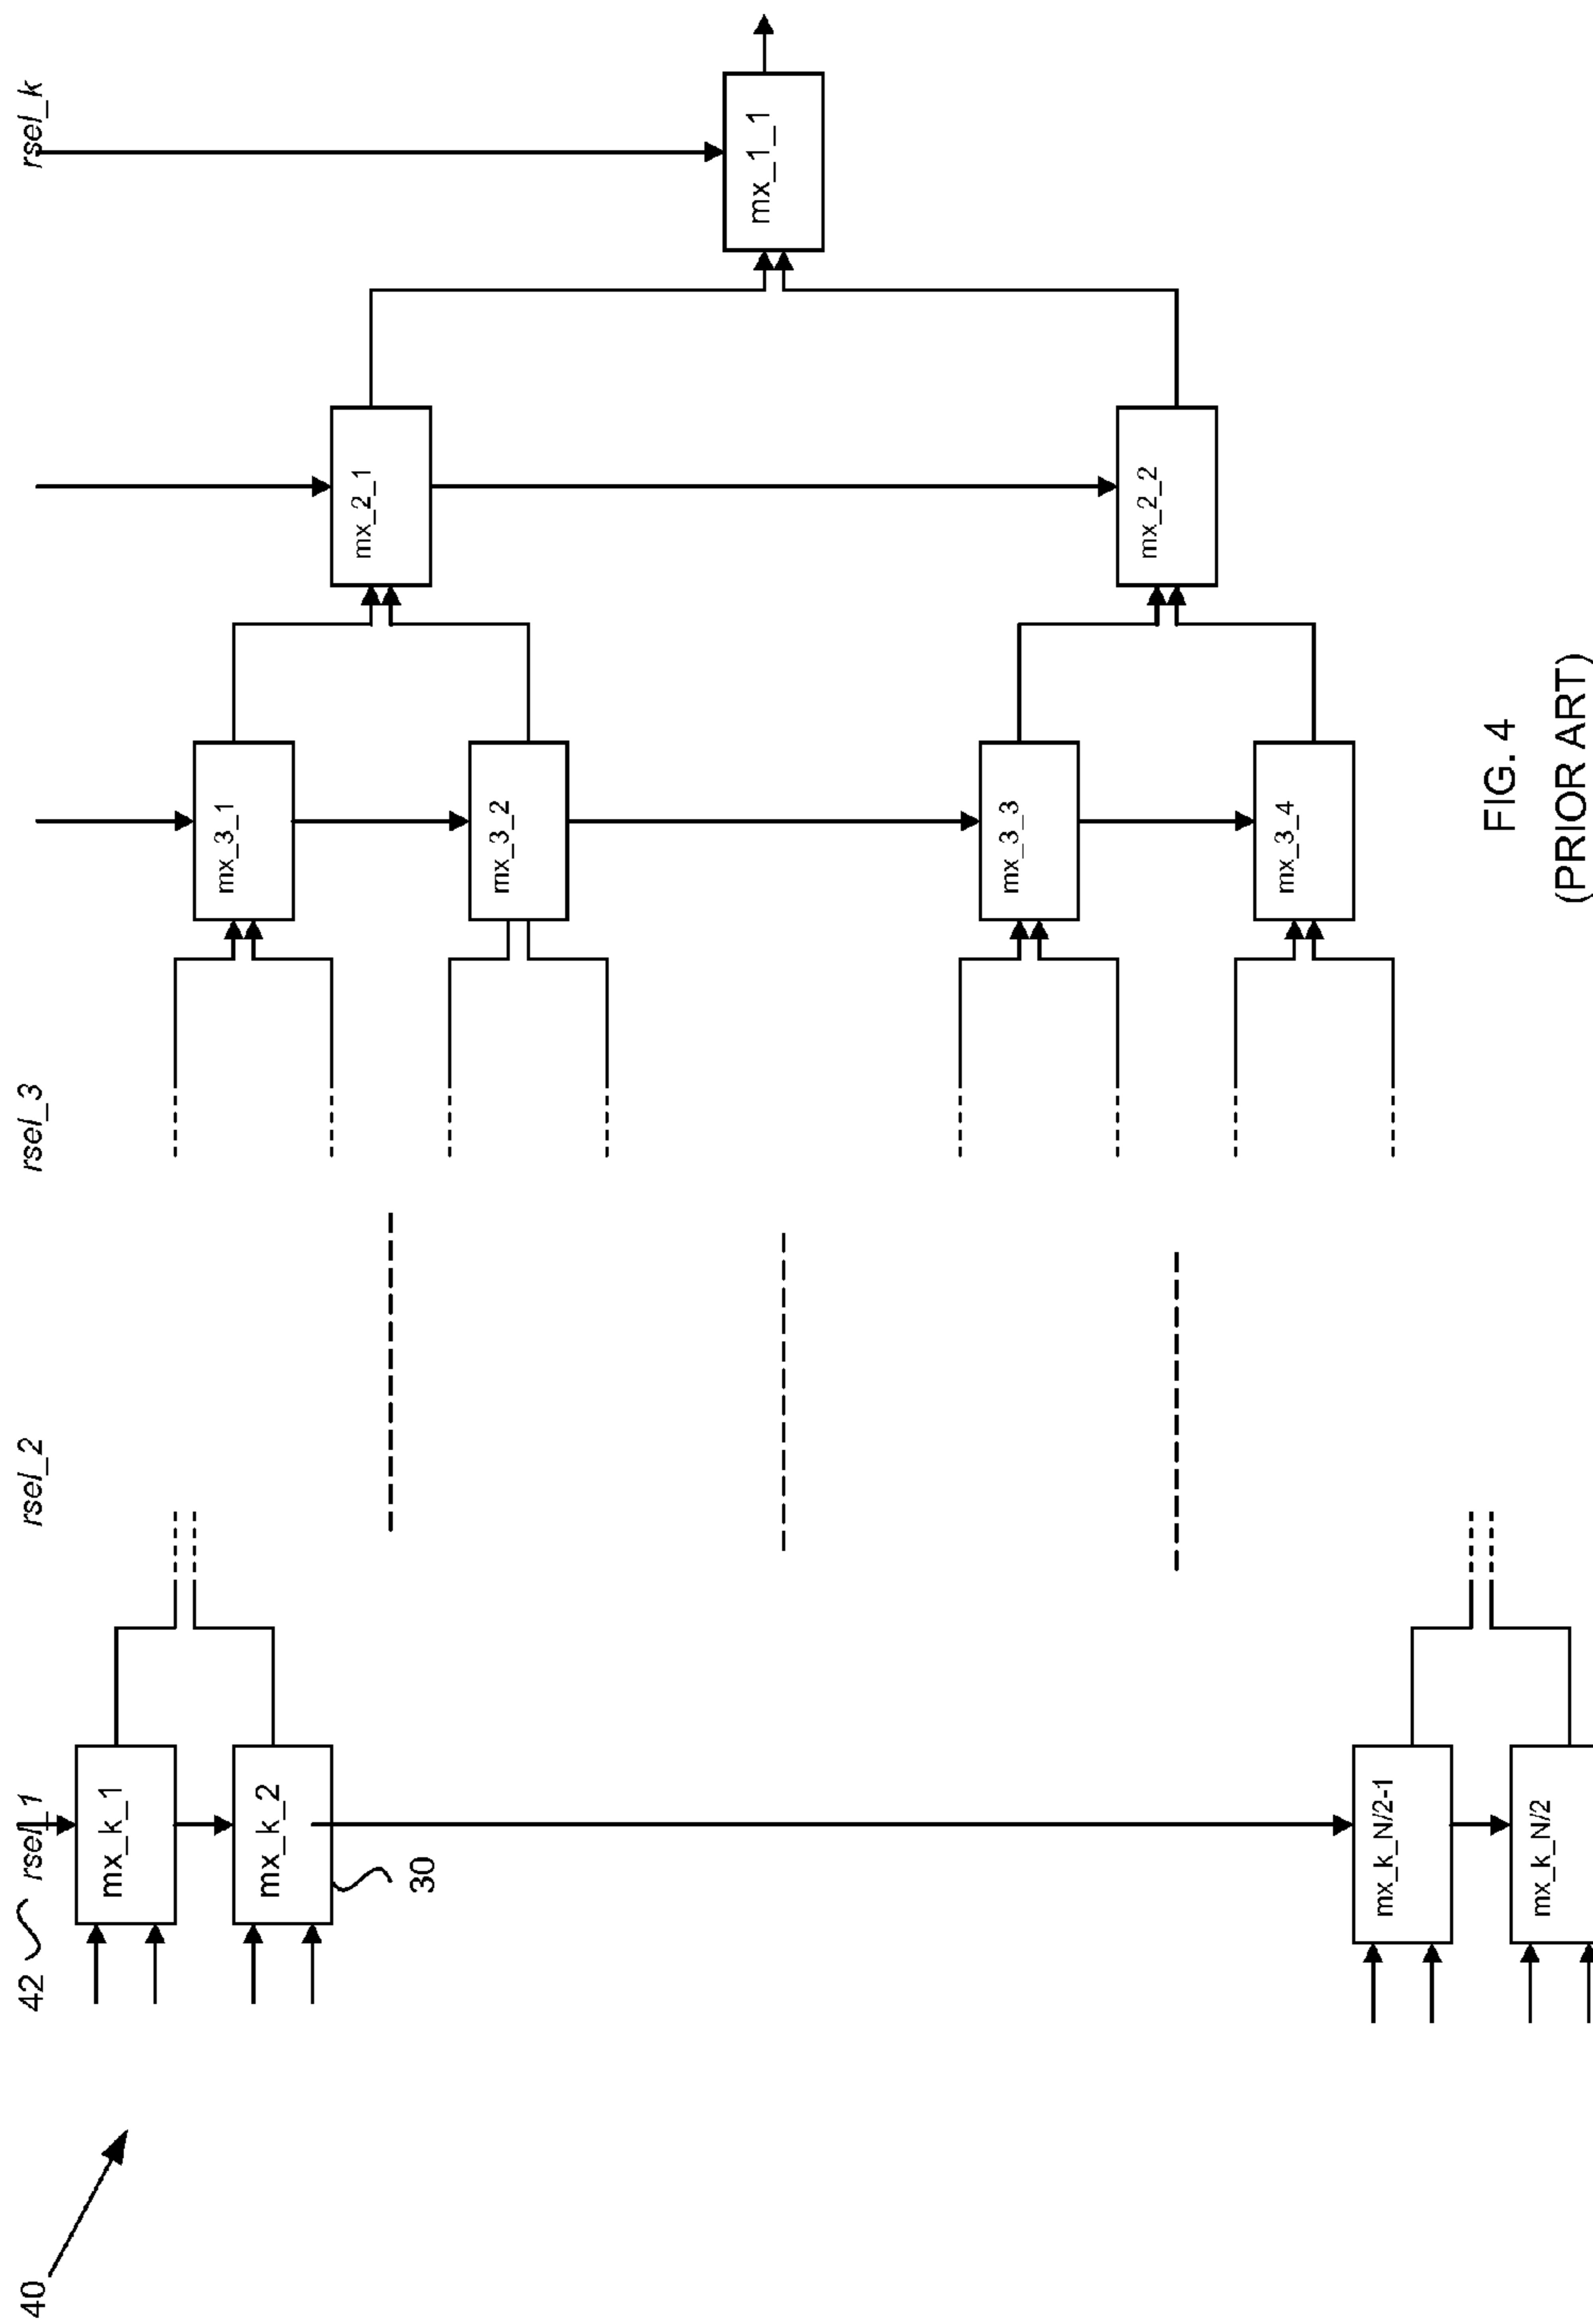 40
42
rsel_1
rsel_2
rsel_3
rsel_k
mx_k_1
mx_k_2
30
mx_k_N/2-1
mx_k_N/2
mx_3_1
mx_3_2
mx_3_3
mx_3_4
mx_2_1
mx_2_2
mx_1_1
FIG. 4
(PRIOR ART)